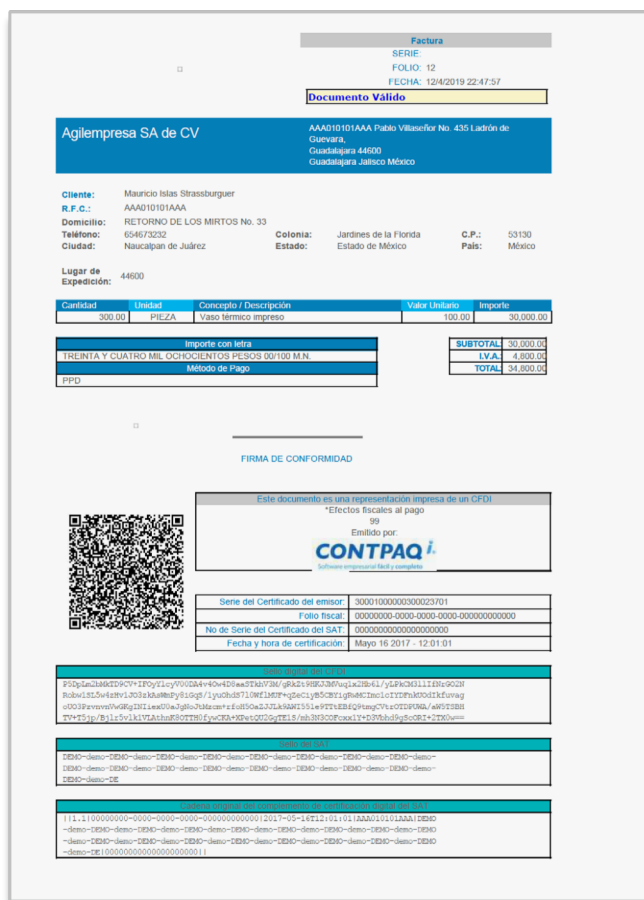 Factura
SERIE:
FOLIO: 12
FECHA: 12/4/2019 22:47:57
Documento Válido
Agilempresa SA de CV
AAA010101AAA Pablo Villaseñor No. 435 Ladrón de
Guevara,
Guadalajara 44600
Guadalajara Jalisco México
Cliente: Mauricio Islas Strassburguer
R.F.C.: AAA010101AAA
Domicilio: RETORNO DE LOS MIRTOS No. 33
Teléfono: 654673232 Colonia: Jardines de la Florida C.P.: 53130
Ciudad: Naucalpan de Juárez Estado: Estado de México País: México
Lugar de
Expedición: 44600
Cantidad Unidad Concepto / Descripción Valor Unitario Importe
300.00 PIEZA Vaso térmico impreso 100.00 30,000.00
Importe con letra
TREINTA Y CUATRO MIL OCHOCIENTOS PESOS 00/100 M.N.
Método de Pago
PPD
SUBTOTAL: 30,000.00
I.V.A.: 4,800.00
TOTAL: 34,800.00
FIRMA DE CONFORMIDAD
Este documento es una representación impresa de un CFDI
*Efectos fiscales al pago
99
Emilido por:
CONTPAQ i.
Software empresarial fácil y completo
Serie del Certificado del emisor: 30001000000300023701
Folio fiscal: 00000000-0000-0000-0000-000000000000
No de Serie del Certificado del SAT: 00000000000000000000
Fecha y hora de certificación: Mayo 16 2017 - 12:01:01
Sello digital del CFDI
Sello del SAT
DEMO-demo-DEMO-demo-DEMO-demo-DEMO-demo-DEMO-demo-DEMO-demo-DEMO-demo-
DEMO-demo-DEMO-demo-DEMO-demo-DEMO-demo-DEMO-demo-DEMO-demo-DEMO-demo-
DEMO-demo-DE
Cadena original del complemento de certificación digital del SAT
||1.1|00000000-0000-0000-0000-000000000000|2017-05-16T12:01:01|AAA010101AAA|DEMO
-demo-DEMO-demo-DEMO-demo-DEMO-demo-DEMO-demo-DEMO-demo-DEMO-demo-DEMO
-demo-DEMO-demo-DEMO-demo-DEMO-demo-DEMO-demo-DEMO-demo-DEMO-demo-DEMO
-demo-DE|00000000000000000000||